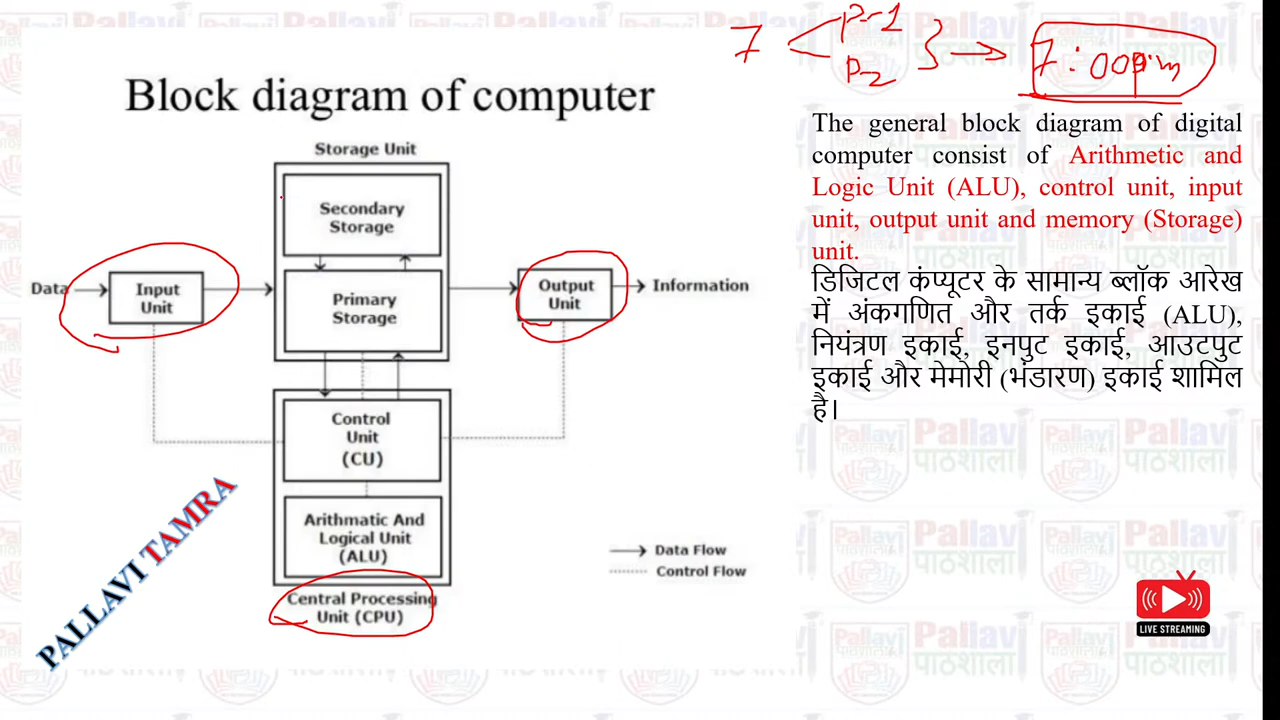 7 P-1
P-2
7:00p.m
Block diagram of computer
Storage Unit
Secondary
Storage
Primary
Storage
Data
Input
Unit
Output
Unit
Information
Control
Unit
(CU)
Arithmatic And
Logical Unit
(ALU)
Central Processing
Unit (CPU)
Data Flow
Control Flow
PALLAVI TAMRA
The general block diagram of digital
computer consist of Arithmetic and
Logic Unit (ALU), control unit, input
unit, output unit and memory (Storage)
unit.
डिजिटल कंप्यूटर के सामान्य ब्लॉक आरेख
में अंकगणित और तर्क इकाई (ALU),
नियंत्रण इकाई, इनपुट इकाई, आउटपुट
इकाई और मेमोरी (भंडारण) इकाई शामिल
है।
LIVE STREAMING
Pallavi
पाठशाला